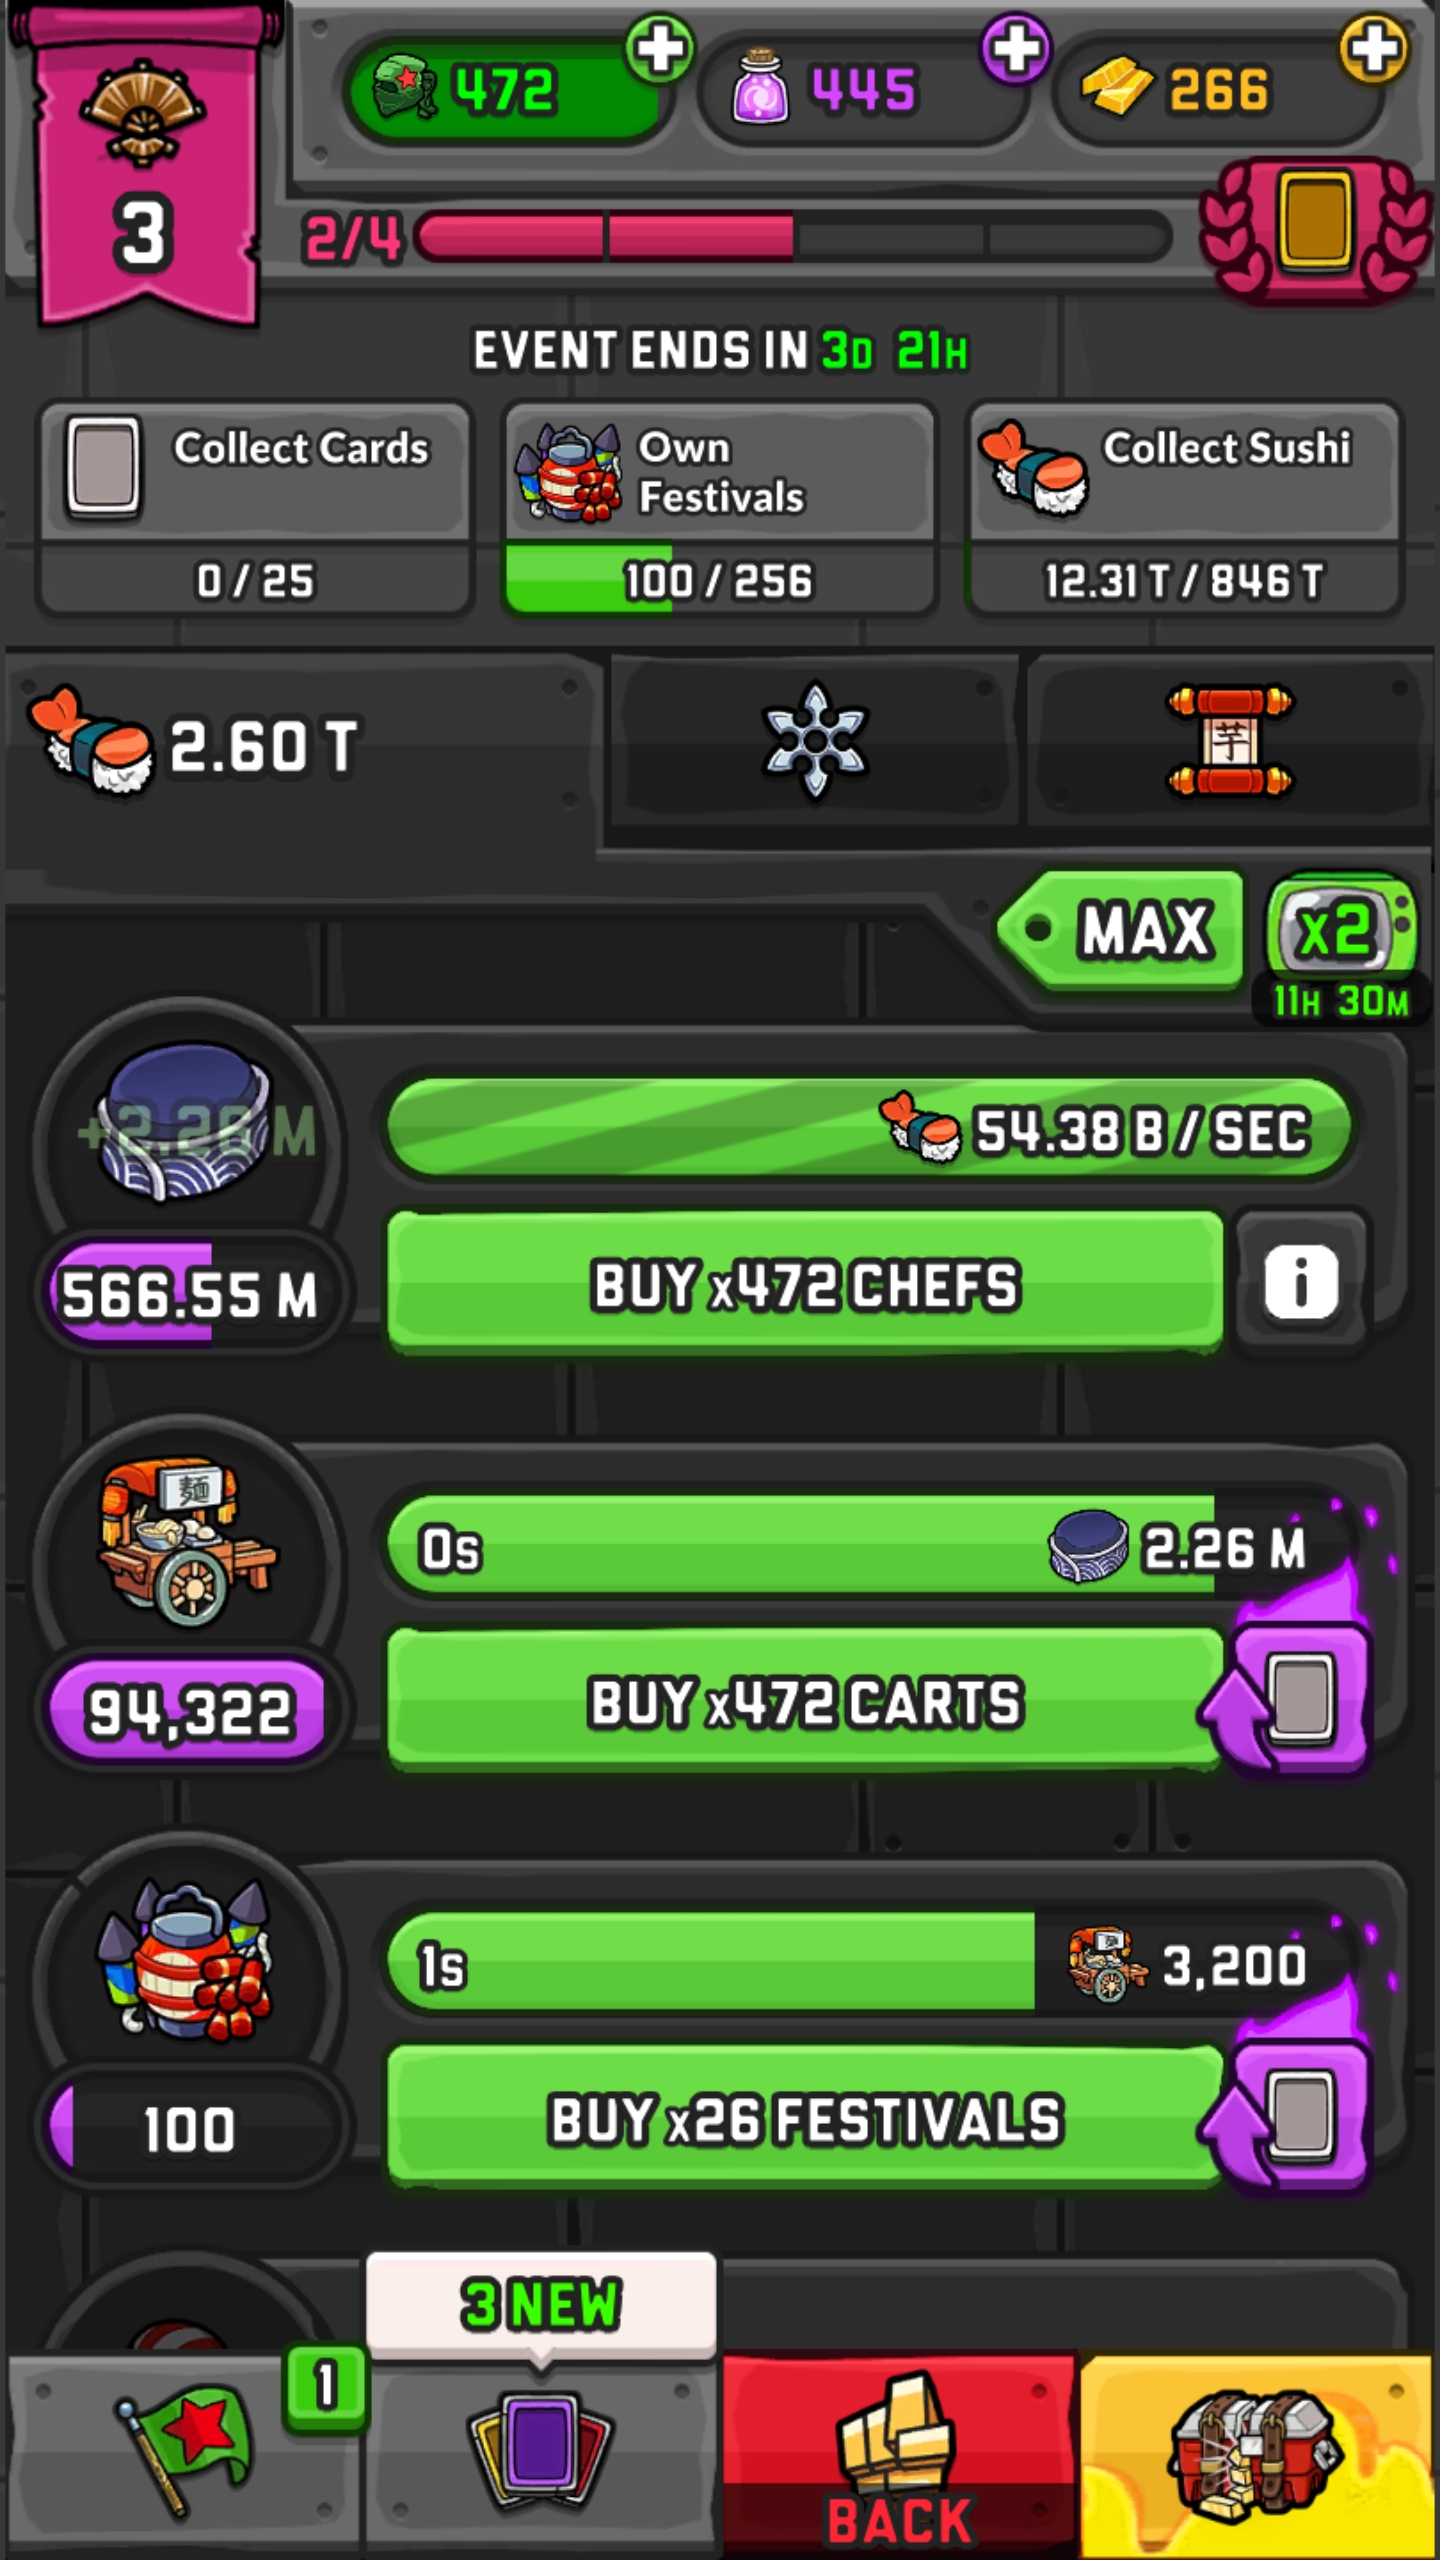 472
445
266
3
2/4
EVENT ENDS IN 3D 21H
Collect Cards
0 / 25
Own
Festivals
100 / 256
Collect Sushi
12.31 T / 846 T
2.60 T
芋
MAX
x2
11H 30M
+2.26 M
54.38 B / SEC
566.55 M
BUY x472 CHEFS
i
麺
0s
2.26 M
94,322
BUY x472 CARTS
1s
3,200
100
BUY x26 FESTIVALS
3 NEW
1
BACK